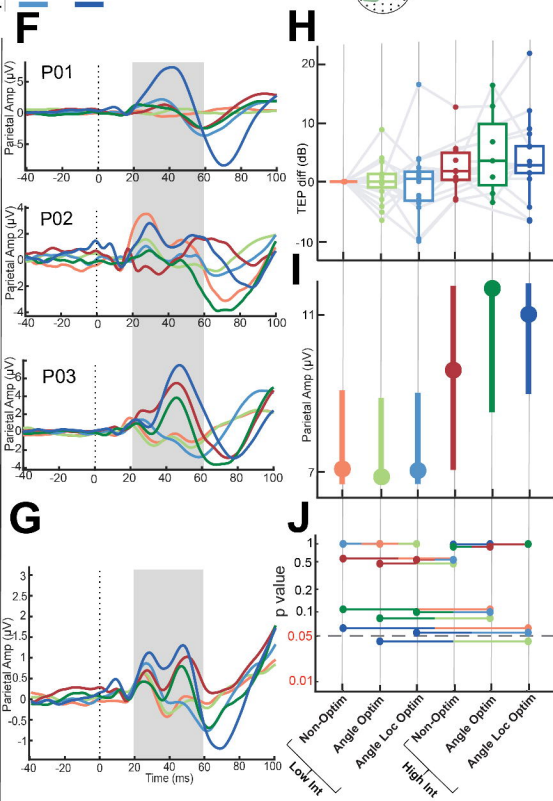 F
P01
Parietal Amp (µV)
5
0
-5
-40 -20 0 20 40 60 80 100
P02
Parietal Amp (µV)
4
2
0
-2
-4
-40 -20 0 20 40 60 80 100
P03
Parietal Amp (µV)
6
4
2
0
-2
-4
-40 -20 0 20 40 60 80 100
G
Parietal Amp (µV)
3
2.5
2
1.5
1
0.5
0
-0.5
-1
-40 -20 0 20 40 60 80 100
Time (ms)
H
TEP diff (dB)
20
10
0
-10
I
Parietal Amp (µV)
11
7
J
p value
1
0.5
0.1
0.05
0.01
Non-Optim
Angle Optim
Angle Loc Optim
Non-Optim
Angle Optim
Angle Loc Optim
Low Int
High Int